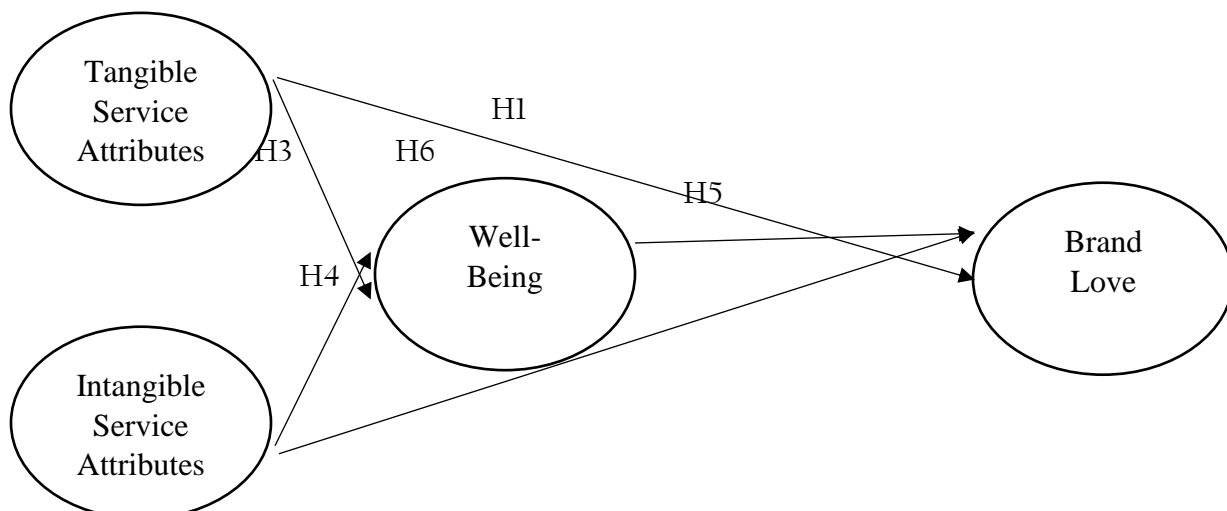 Tangible
Service
Attributes
H1
H3
H6
H5
Well-
Being
Brand
Love
H4
Intangible
Service
Attributes